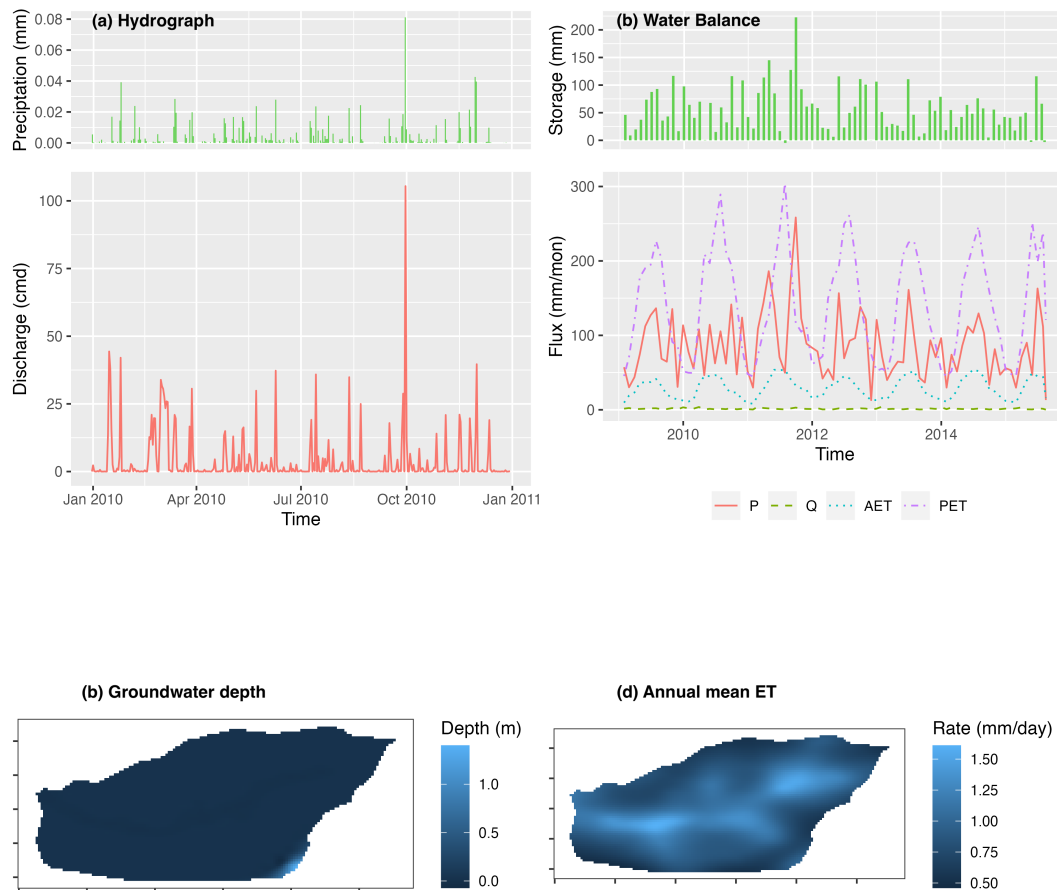 (a) Hydrograph
Preciptation (mm)
0.08
0.06
0.04
0.02
0.00
Discharge (cmd)
100
75
50
25
0
Jan 2010 Apr 2010 Jul 2010 Oct 2010 Jan 2011
Time
(b) Water Balance
Storage (mm)
200
150
100
50
0
Flux (mm/mon)
300
200
100
0
2010 2012 2014
Time
P Q AET PET
(b) Groundwater depth
Depth (m)
1.0
0.5
0.0
(d) Annual mean ET
Rate (mm/day)
1.50
1.25
1.00
0.75
0.50